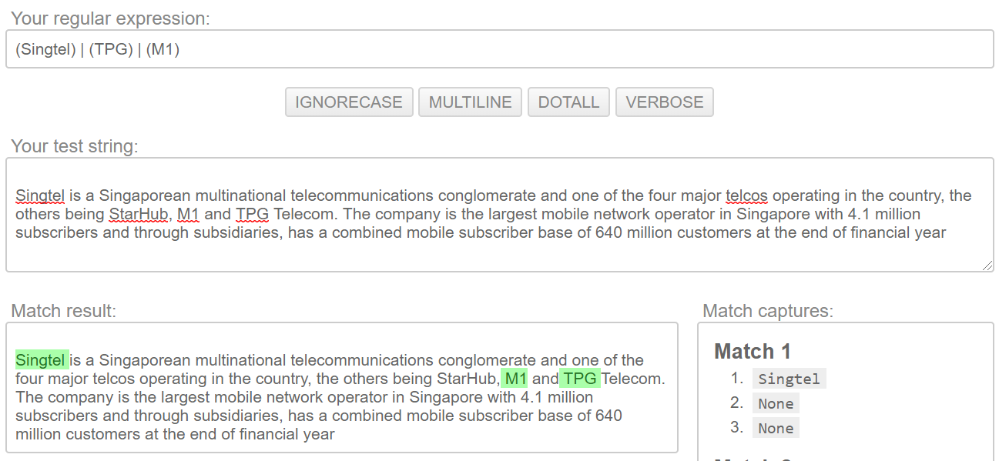 Your regular expression:
(Singtel) | (TPG) | (M1)
IGNORECASE MULTILINE DOTALL VERBOSE
Your test string:
Singtel is a Singaporean multinational telecommunications conglomerate and one of the four major telcos operating in the country, the
others being StarHub, M1 and TPG Telecom. The company is the largest mobile network operator in Singapore with 4.1 million
subscribers and through subsidiaries, has a combined mobile subscriber base of 640 million customers at the end of financial year
Match result:
Singtel is a Singaporean multinational telecommunications conglomerate and one of the
four major telcos operating in the country, the others being StarHub, M1 and TPG Telecom.
The company is the largest mobile network operator in Singapore with 4.1 million
subscribers and through subsidiaries, has a combined mobile subscriber base of 640
million customers at the end of financial year
Match captures:
Match 1
1. Singtel
2. None
3. None